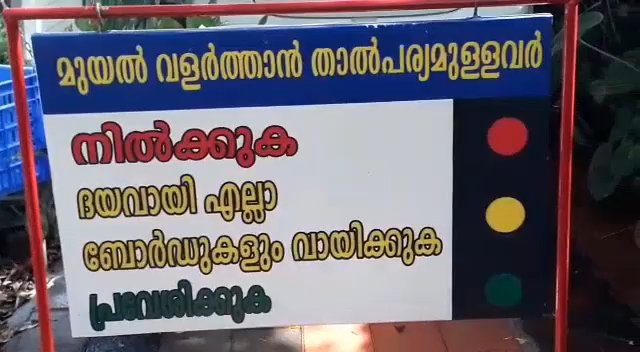 മുയൽ വളർത്താൻ താൽപര്യമുള്ളവർ
നിൽക്കുക
ദയവായി എല്ലാ
ബോർഡുകളും വായിക്കുക
പ്രവേശിക്കുക